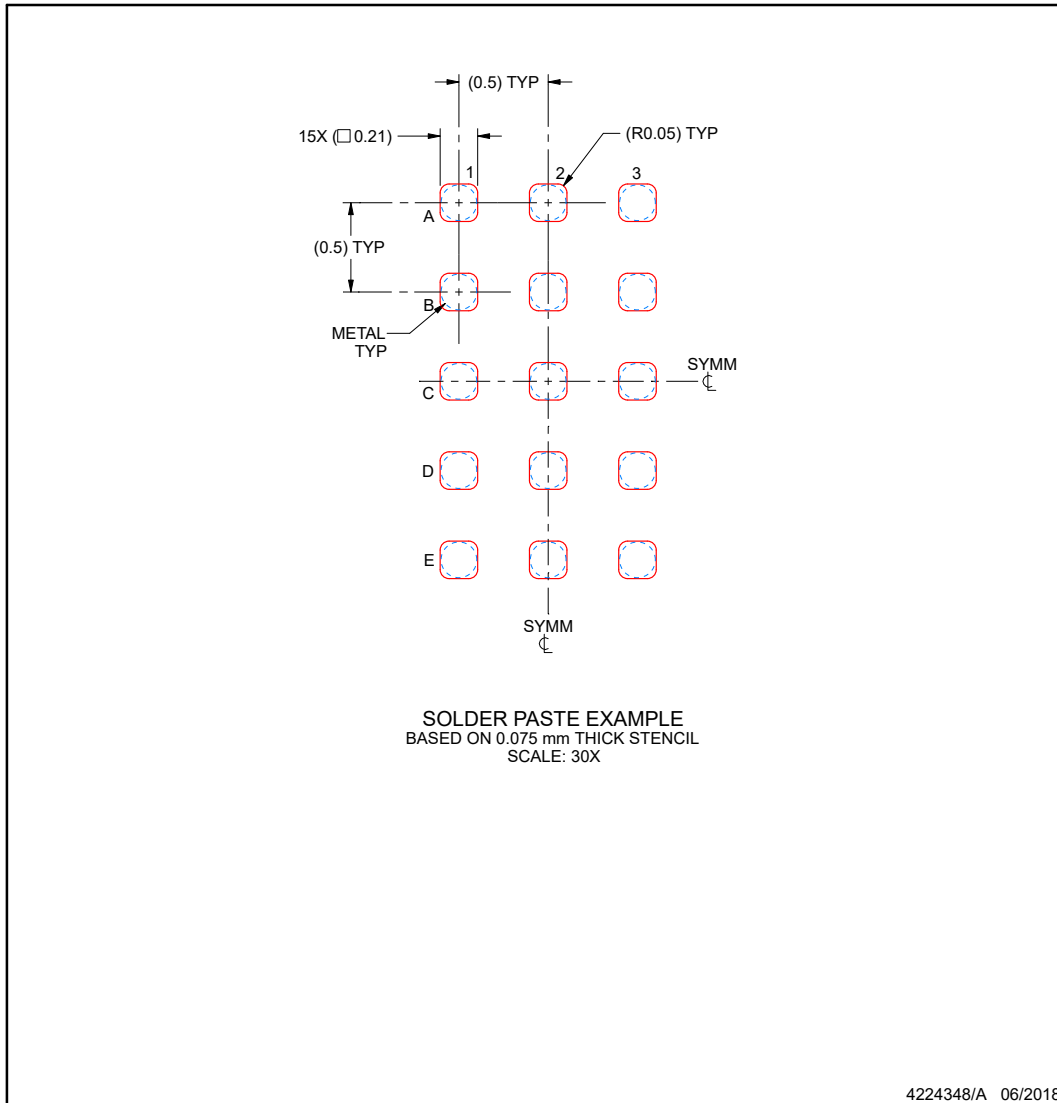 (0.5) TYP
15X (□0.21)
(R0.05) TYP
1
2
3
A
(0.5) TYP
B
METAL
TYP
SYMM
℄
C
D
E
SYMM
℄
SOLDER PASTE EXAMPLE
BASED ON 0.075 mm THICK STENCIL
SCALE: 30X
4224348/A 06/2018